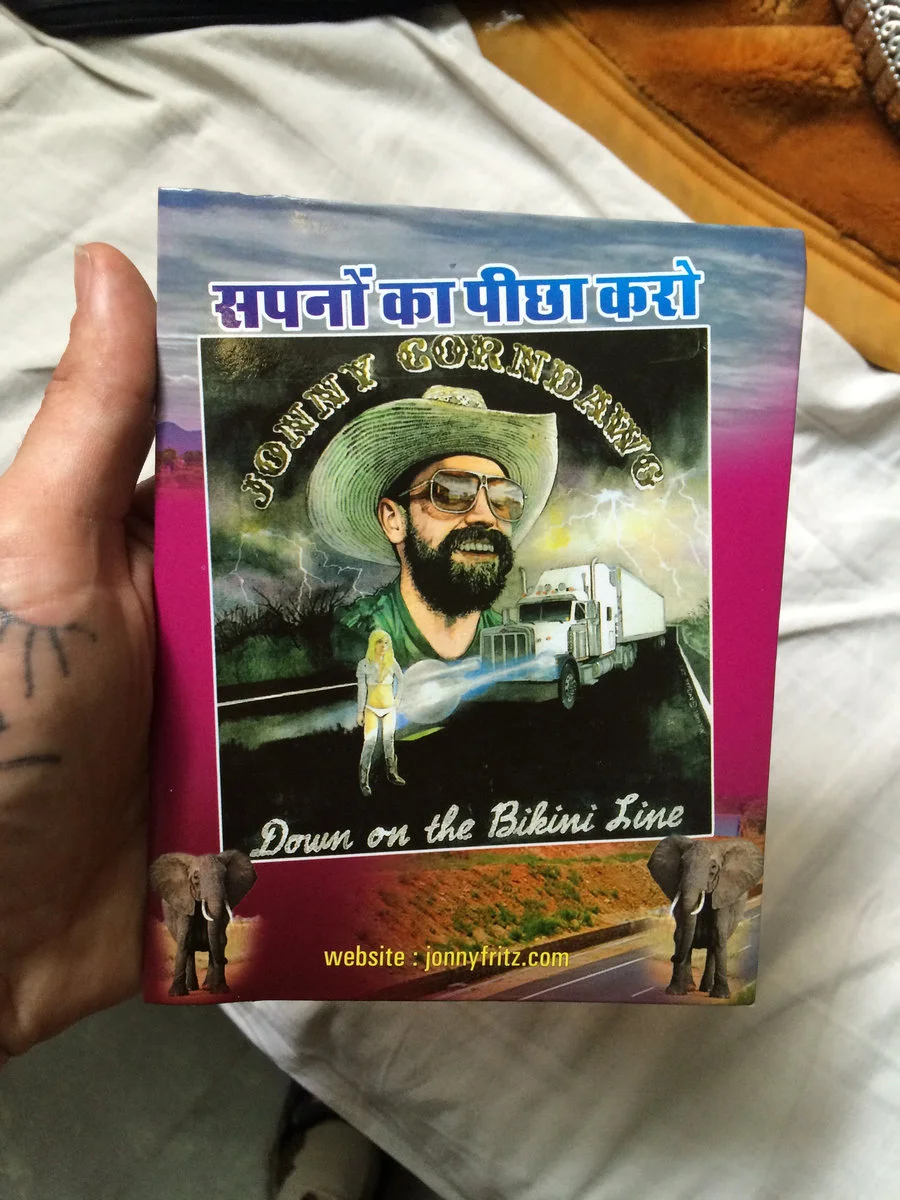 सपनों का पीछा करो
JONNY CORNDAWG
Down on the Bikini Line
website : jonnyfritz.com